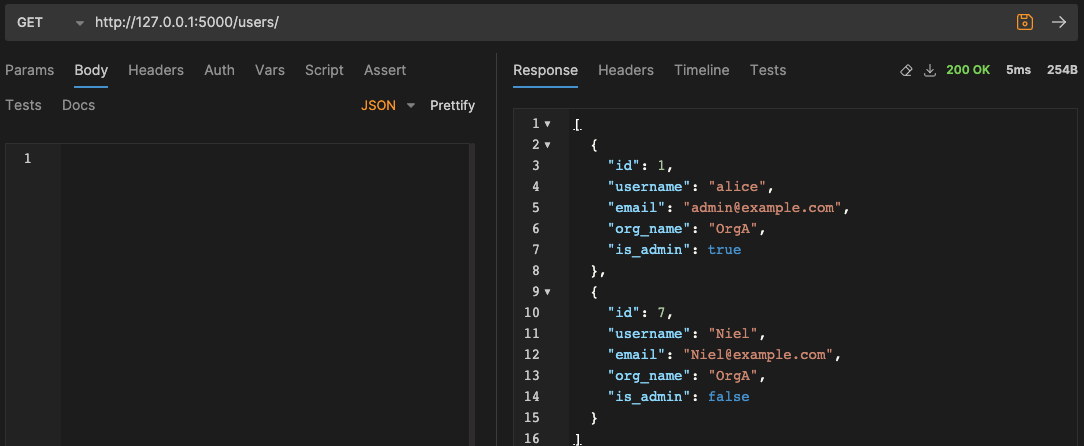 GET http://127.0.0.1:5000/users/
Params Body Headers Auth Vars Script Assert
Tests Docs JSON Prettify
1
Response Headers Timeline Tests 200 OK 5ms 254B
1 [
2 {
3 "id": 1,
4 "username": "alice",
5 "email": "admin@example.com",
6 "org_name": "OrgA",
7 "is_admin": true
8 },
9 {
10 "id": 7,
11 "username": "Niel",
12 "email": "Niel@example.com",
13 "org_name": "OrgA",
14 "is_admin": false
15 }
16 ]